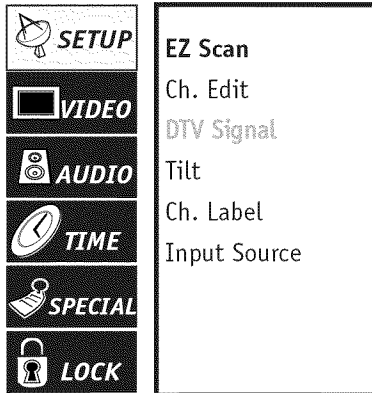 SETUP
VIDEO
AUDIO
TIME
SPECIAL
LOCK
EZ Scan
Ch. Edit
DTV Signal
Tilt
Ch. Label
Input Source